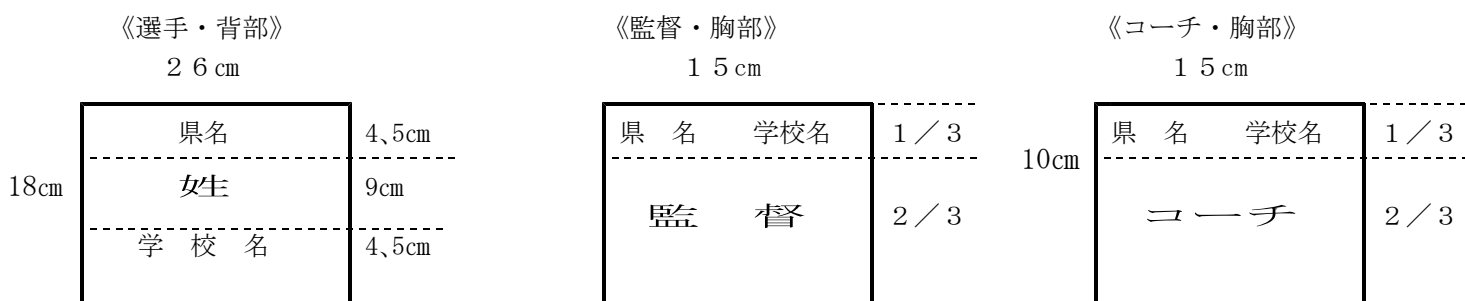 《選手・背部》 《監督・胸部》 《コーチ・胸部》
２６㎝ １５㎝ １５㎝
県名 4、5㎝ 県 名 学校名 １／３ 県 名 学校名 １／３
10㎝
18㎝ 姓 9㎝
監 督 ２／３ コーチ ２／３
学 校 名 4、5㎝